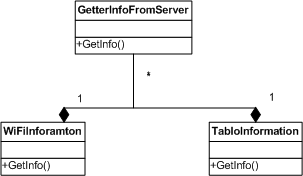 GetterInfoFromServer
+GetInfo()
*
1
1
WiFiInforamton
TabloInformation
+GetInfo()
+GetInfo()